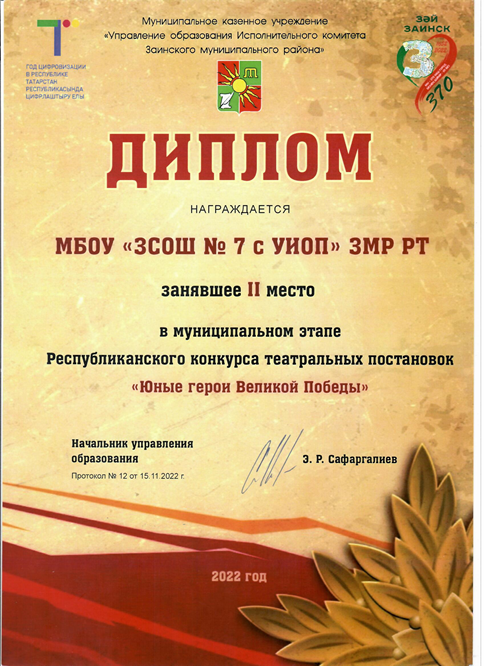 Муниципальное казенное учреждение
«Управление образования Исполнительного комитета
Заинского муниципального района»
ГОД ЦИФРОВИЗАЦИИ
В РЕСПУБЛИКЕ
ТАТАРСТАН
РЕСПУБЛИКАСЫНДА
ЦИФРЛАШТЫРУ ЕЛЫ
ЗӘЙ
ЗАИНСК
370
ДИПЛОМ
НАГРАЖДАЕТСЯ
МБОУ «ЗСОШ № 7 с УИОП» ЗМР РТ
занявшее II место
в муниципальном этапе
Республиканского конкурса театральных постановок
«Юные герои Великой Победы»
Начальник управления
образования
Э. Р. Сафаргалиев
Протокол № 12 от 15.11.2022 г.
2022 год